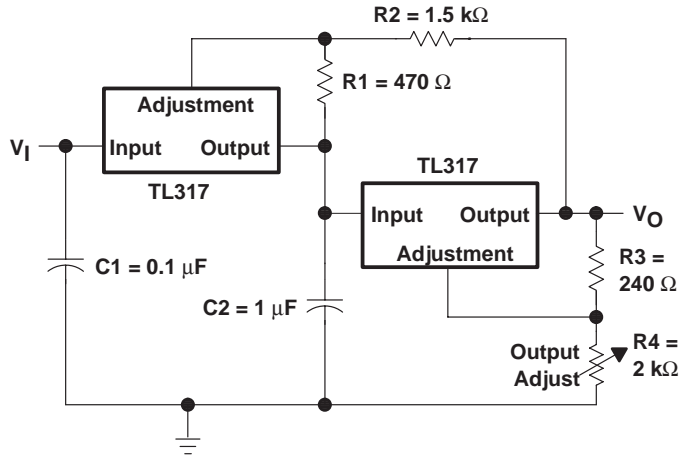 R2 = 1.5 kΩ
R1 = 470 Ω
Adjustment
VI
Input
Output
TL317
TL317
Input
Output
VO
Adjustment
R3 =
240 Ω
C1 = 0.1 μF
C2 = 1 μF
Output
Adjust
R4 =
2 kΩ